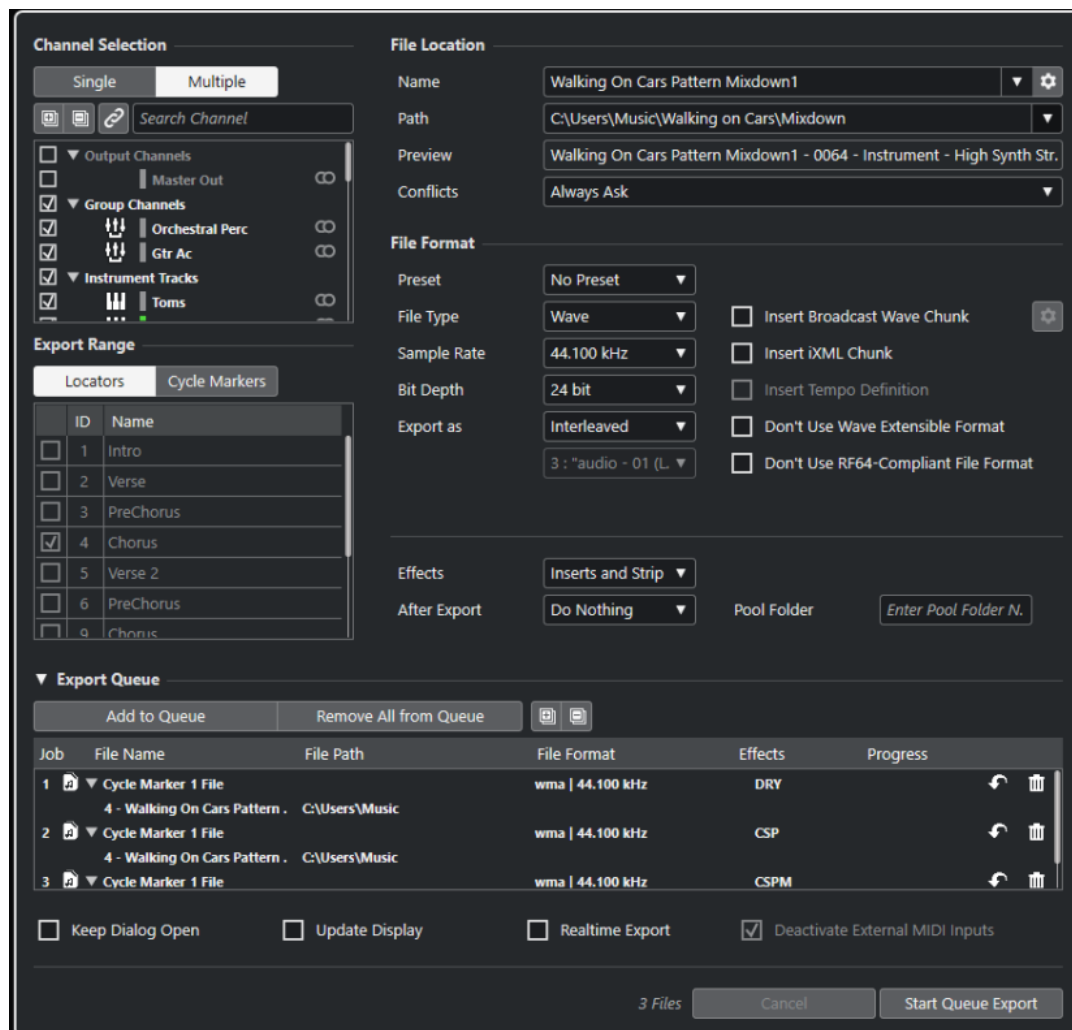 Channel Selection
Single Multiple
Search Channel
Output Channels
Master Out
Group Channels
Orchestral Perc
Gtr Ac
Instrument Tracks
Toms
Export Range
Locators Cycle Markers
ID Name
1 Intro
2 Verse
3 PreChorus
4 Chorus
5 Verse 2
6 PreChorus
9 Chorus
File Location
Name Walking On Cars Pattern Mixdown1
Path C:\Users\Music\Walking on Cars\Mixdown
Preview Walking On Cars Pattern Mixdown1 - 0064 - Instrument - High Synth Str.
Conflicts Always Ask
File Format
Preset No Preset
File Type Wave Insert Broadcast Wave Chunk
Sample Rate 44.100 kHz Insert iXML Chunk
Bit Depth 24 bit Insert Tempo Definition
Export as Interleaved Don't Use Wave Extensible Format
3 : "audio - 01 (L. Don't Use RF64-Compliant File Format
Effects Inserts and Strip
After Export Do Nothing Pool Folder Enter Pool Folder N.
Export Queue
Add to Queue Remove All from Queue
Job File Name File Path File Format Effects Progress
1 Cycle Marker 1 File wma | 44.100 kHz DRY
4 - Walking On Cars Pattern . C:\Users\Music
2 Cycle Marker 1 File wma | 44.100 kHz CSP
4 - Walking On Cars Pattern . C:\Users\Music
3 Cycle Marker 1 File wma | 44.100 kHz CSPM
Keep Dialog Open Update Display Realtime Export Deactivate External MIDI Inputs
3 Files Cancel Start Queue Export